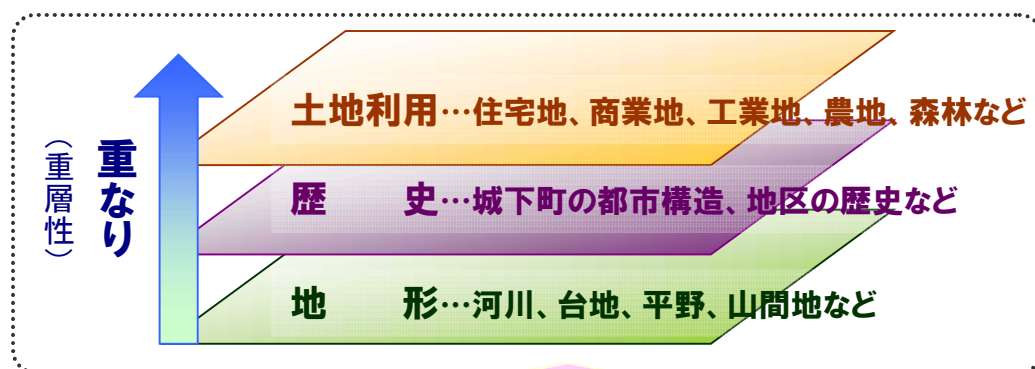 土地利用…住宅地、商業地、工業地、農地、森林など
重なり
（重層性）
歴　　史…城下町の都市構造、地区の歴史など
地　　形…河川、台地、平野、山間地など